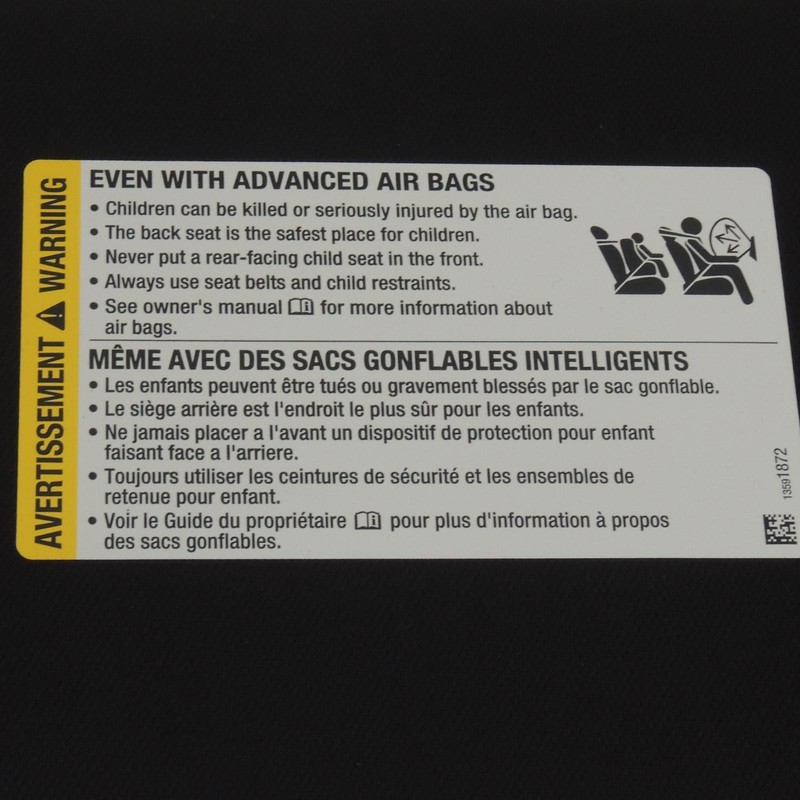 AVERTISSEMENT WARNING
EVEN WITH ADVANCED AIR BAGS
• Children can be killed or seriously injured by the air bag.
• The back seat is the safest place for children.
• Never put a rear-facing child seat in the front.
• Always use seat belts and child restraints.
• See owner's manual for more information about
air bags.
MÊME AVEC DES SACS GONFLABLES INTELLIGENTS
• Les enfants peuvent être tués ou gravement blessés par le sac gonflable.
• Le siège arrière est l'endroit le plus sûr pour les enfants.
• Ne jamais placer a l'avant un dispositif de protection pour enfant
faisant face a l'arriere.
• Toujours utiliser les ceintures de sécurité et les ensembles de
retenue pour enfant.
• Voir le Guide du propriétaire pour plus d'information à propos
des sacs gonflables.
13591872